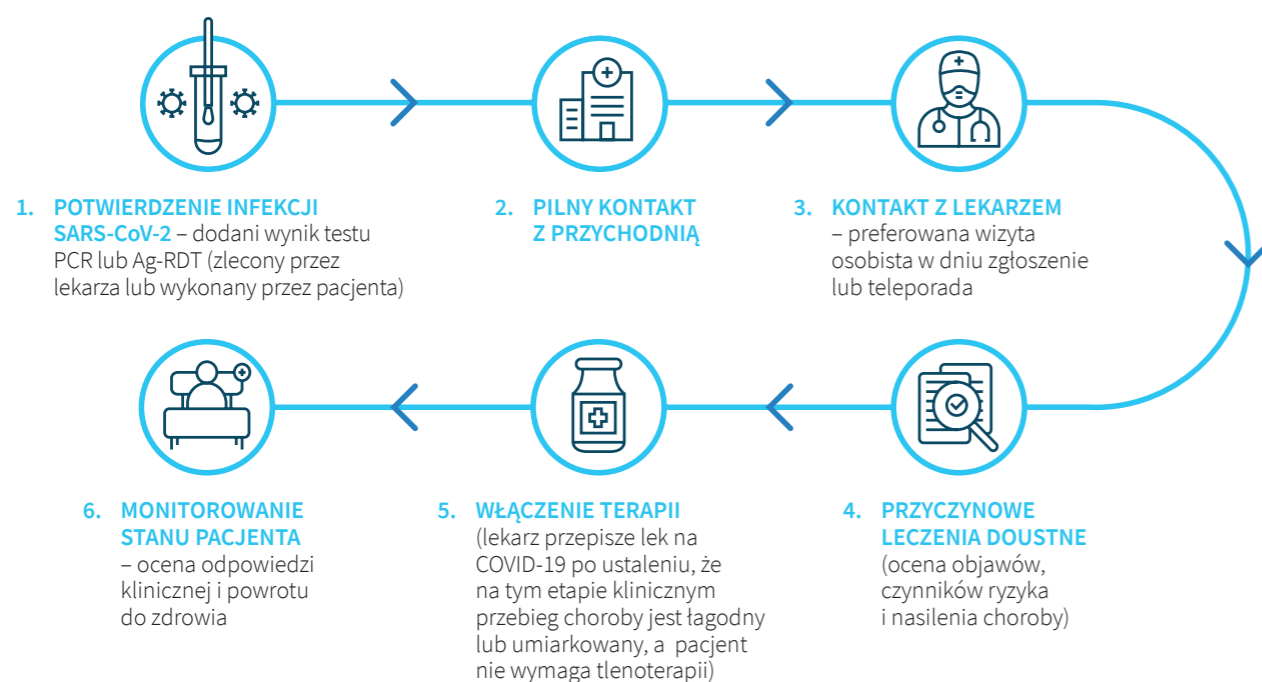 1. POTWIERDZENIE INFEKCJI
SARS-CoV-2 – dodani wynik testu
PCR lub Ag-RDT (zlecony przez
lekarza lub wykonany przez pacjenta)
2. PILNY KONTAKT
Z PRZYCHODNIĄ
3. KONTAKT Z LEKARZEM
– preferowana wizyta
osobista w dniu zgłoszenie
lub teleporada
4. PRZYCZYNOWE
LECZENIA DOUSTNE
(ocena objawów,
czynników ryzyka
i nasilenia choroby)
5. WŁĄCZENIE TERAPII
(lekarz przepisze lek na
COVID-19 po ustaleniu, że
na tym etapie klinicznym
przebieg choroby jest łagodny
lub umiarkowany, a pacjent
nie wymaga tlenoterapii)
6. MONITOROWANIE
STANU PACJENTA
– ocena odpowiedzi
klinicznej i powrotu
do zdrowia